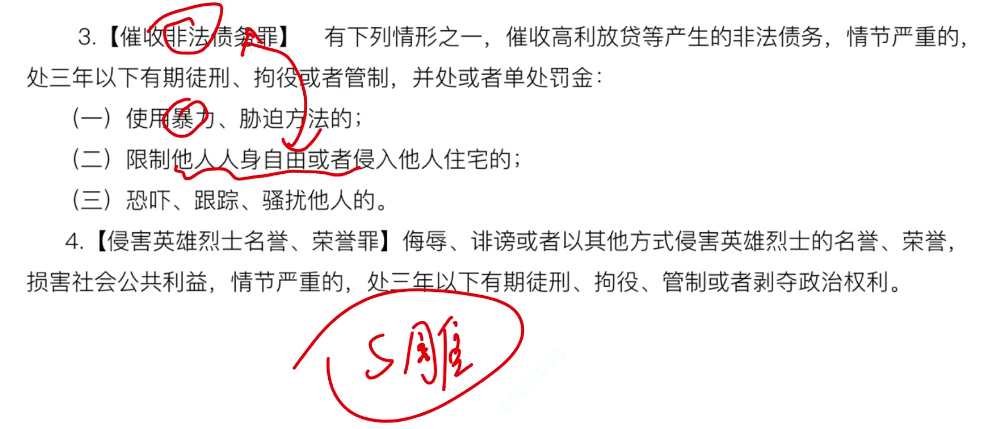 3.【催收非法债务罪】 有下列情形之一，催收高利放贷等产生的非法债务，情节严重的，
处三年以下有期徒刑、拘役或者管制，并处或者单处罚金：
（一）使用暴力、胁迫方法的；
（二）限制他人人身自由或者侵入他人住宅的；
（三）恐吓、跟踪、骚扰他人的。
4.【侵害英雄烈士名誉、荣誉罪】侮辱、诽谤或者以其他方式侵害英雄烈士的名誉、荣誉，
损害社会公共利益，情节严重的，处三年以下有期徒刑、拘役、管制或者剥夺政治权利。
S雕